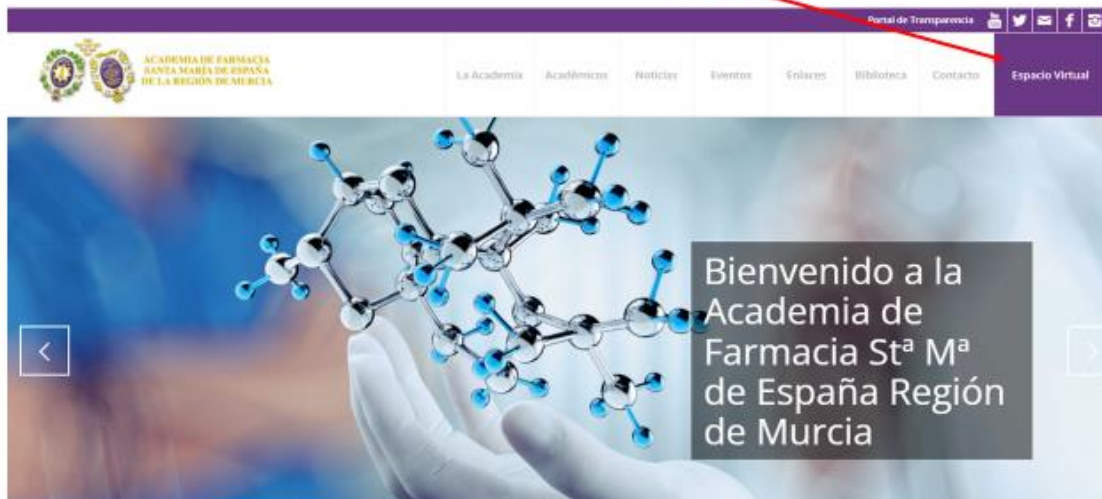 Portal de Transparencia
ACADEMIA DE FARMACIA
SANTA MARÍA DE ESPAÑA
DE LA REGIÓN DE MURCIA
La Academia Académicos Noticias Eventos Enlaces Biblioteca Contacto Espacio Virtual
Bienvenido a la
Academia de
Farmacia Stª Mª
de España Región
de Murcia